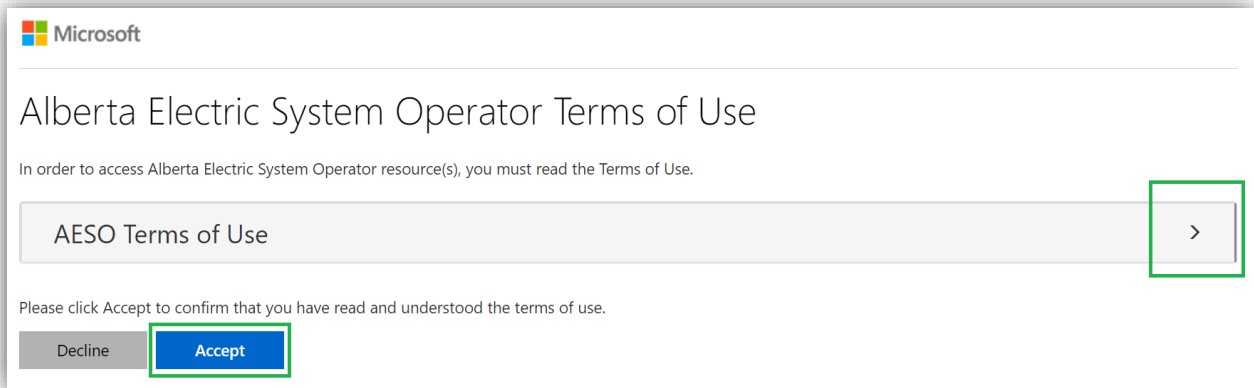 Microsoft
Alberta Electric System Operator Terms of Use
In order to access Alberta Electric System Operator resource(s), you must read the Terms of Use.
AESO Terms of Use
Please click Accept to confirm that you have read and understood the terms of use.
Decline Accept